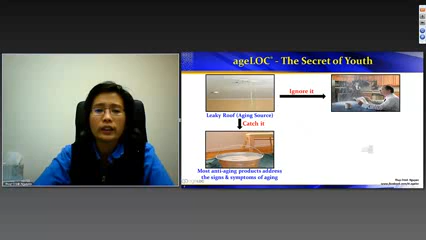 ageLOC® - The Secret of Youth
Ignore it
Leaky Roof (Aging Source)
Catch it
Most anti-aging products address
the signs & symptoms of aging